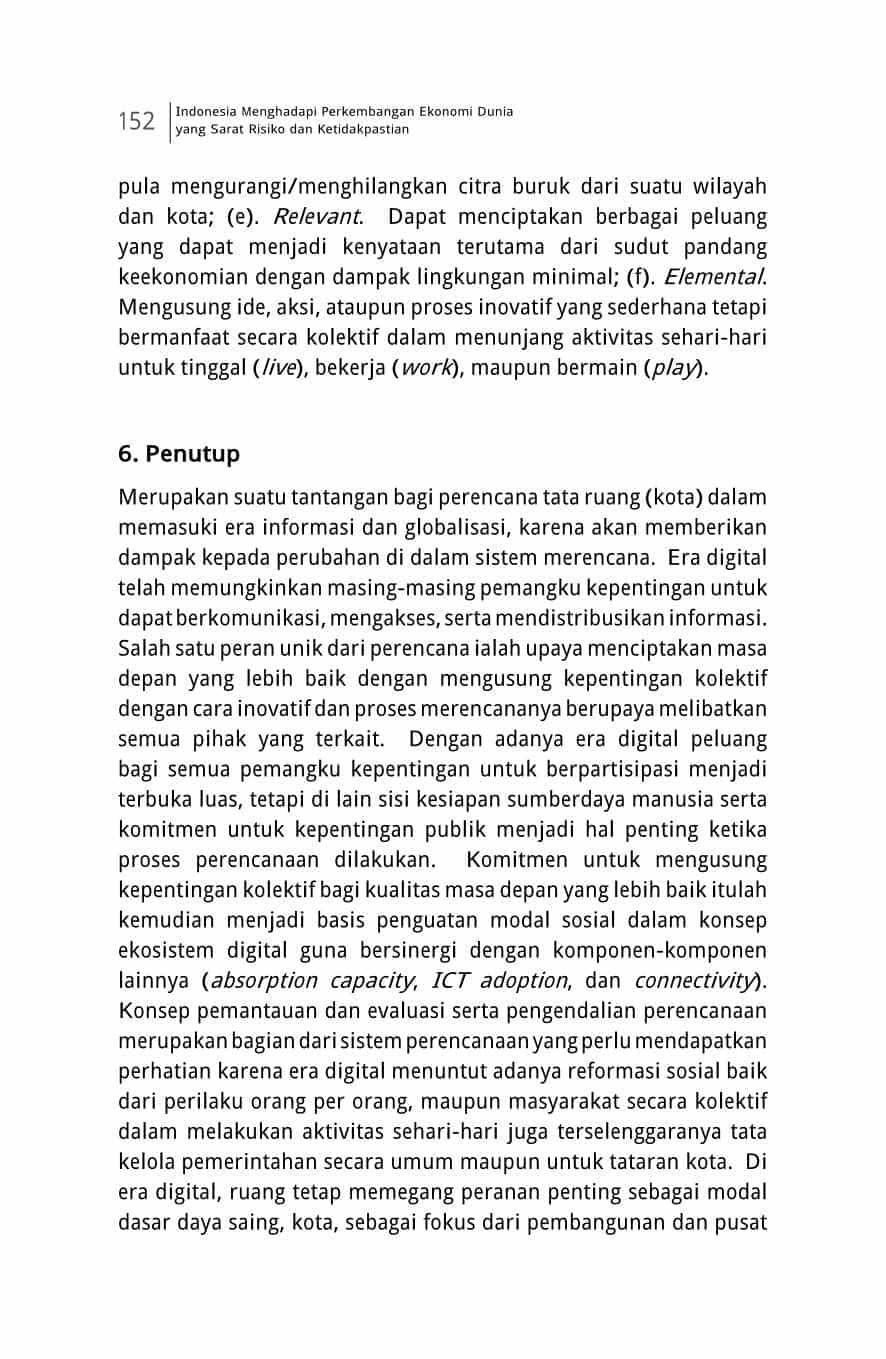 152
Indonesia Menghadapi Perkembangan Ekonomi Dunia
yang Sarat Risiko dan Ketidakpastian
pula mengurangi/menghilangkan citra buruk dari suatu wilayah
dan kota; (e). Relevant. Dapat menciptakan berbagai peluang
yang dapat menjadi kenyataan terutama dari sudut pandang
keekonomian dengan dampak lingkungan minimal; (f). Elemental.
Mengusung ide, aksi, ataupun proses inovatif yang sederhana tetapi
bermanfaat secara kolektif dalam menunjang aktivitas sehari-hari
untuk tinggal (live), bekerja (work), maupun bermain (play).
6. Penutup
Merupakan suatu tantangan bagi perencana tata ruang (kota) dalam
memasuki era informasi dan globalisasi, karena akan memberikan
dampak kepada perubahan di dalam sistem merencana. Era digital
telah memungkinkan masing-masing pemangku kepentingan untuk
dapat berkomunikasi, mengakses, serta mendistribusikan informasi.
Salah satu peran unik dari perencana ialah upaya menciptakan masa
depan yang lebih baik dengan mengusung kepentingan kolektif
dengan cara inovatif dan proses merencananya berupaya melibatkan
semua pihak yang terkait. Dengan adanya era digital peluang
bagi semua pemangku kepentingan untuk berpartisipasi menjadi
terbuka luas, tetapi di lain sisi kesiapan sumberdaya manusia serta
komitmen untuk kepentingan publik menjadi hal penting ketika
proses perencanaan dilakukan. Komitmen untuk mengusung
kepentingan kolektif bagi kualitas masa depan yang lebih baik itulah
kemudian menjadi basis penguatan modal sosial dalam konsep
ekosistem digital guna bersinergi dengan komponen-komponen
lainnya (absorption capacity, ICT adoption, dan connectivity).
Konsep pemantauan dan evaluasi serta pengendalian perencanaan
merupakan bagian dari sistem perencanaan yang perlu mendapatkan
perhatian karena era digital menuntut adanya reformasi sosial baik
dari perilaku orang per orang, maupun masyarakat secara kolektif
dalam melakukan aktivitas sehari-hari juga terselenggaranya tata
kelola pemerintahan secara umum maupun untuk tataran kota. Di
era digital, ruang tetap memegang peranan penting sebagai modal
dasar daya saing, kota, sebagai fokus dari pembangunan dan pusat